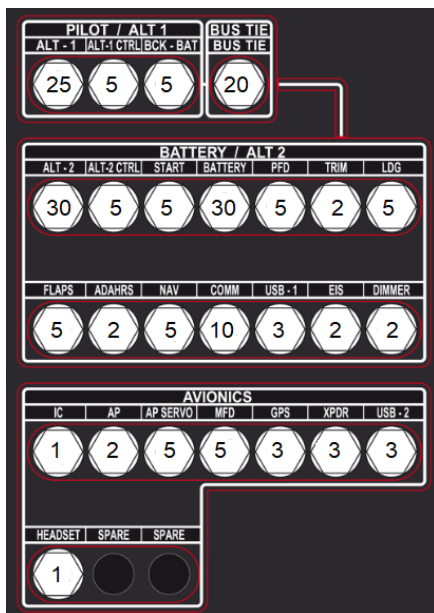 PILOT / ALT 1 BUS TIE
ALT - 1 ALT-1 CTRL BCK - BAT BUS TIE
25 5 5 20
BATTERY / ALT 2
ALT - 2 ALT-2 CTRL START BATTERY PFD TRIM LDG
30 5 5 30 5 2 5
FLAPS ADAHRS NAV COMM USB - 1 EIS DIMMER
5 2 5 10 3 2 2
AVIONICS
IC AP AP SERVO MFD GPS XPDR USB - 2
1 2 5 5 3 3 3
HEADSET SPARE SPARE
1